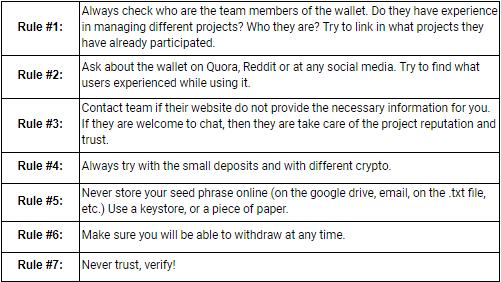 Rule #1:
Always check who are the team members of the wallet. Do they have experience
in managing different projects? Who they are? Try to link in what projects they
have already participated.
Rule #2:
Ask about the wallet on Quora, Reddit or at any social media. Try to find what
users experienced while using it.
Rule #3:
Contact team if their website do not provide the necessary information for you.
If they are welcome to chat, then they are take care of the project reputation and
trust.
Rule #4:
Always try with the small deposits and with different crypto.
Rule #5:
Never store your seed phrase online (on the google drive, email, on the .txt file,
etc.) Use a keystore, or a piece of paper.
Rule #6:
Make sure you will be able to withdraw at any time.
Rule #7:
Never trust, verify!